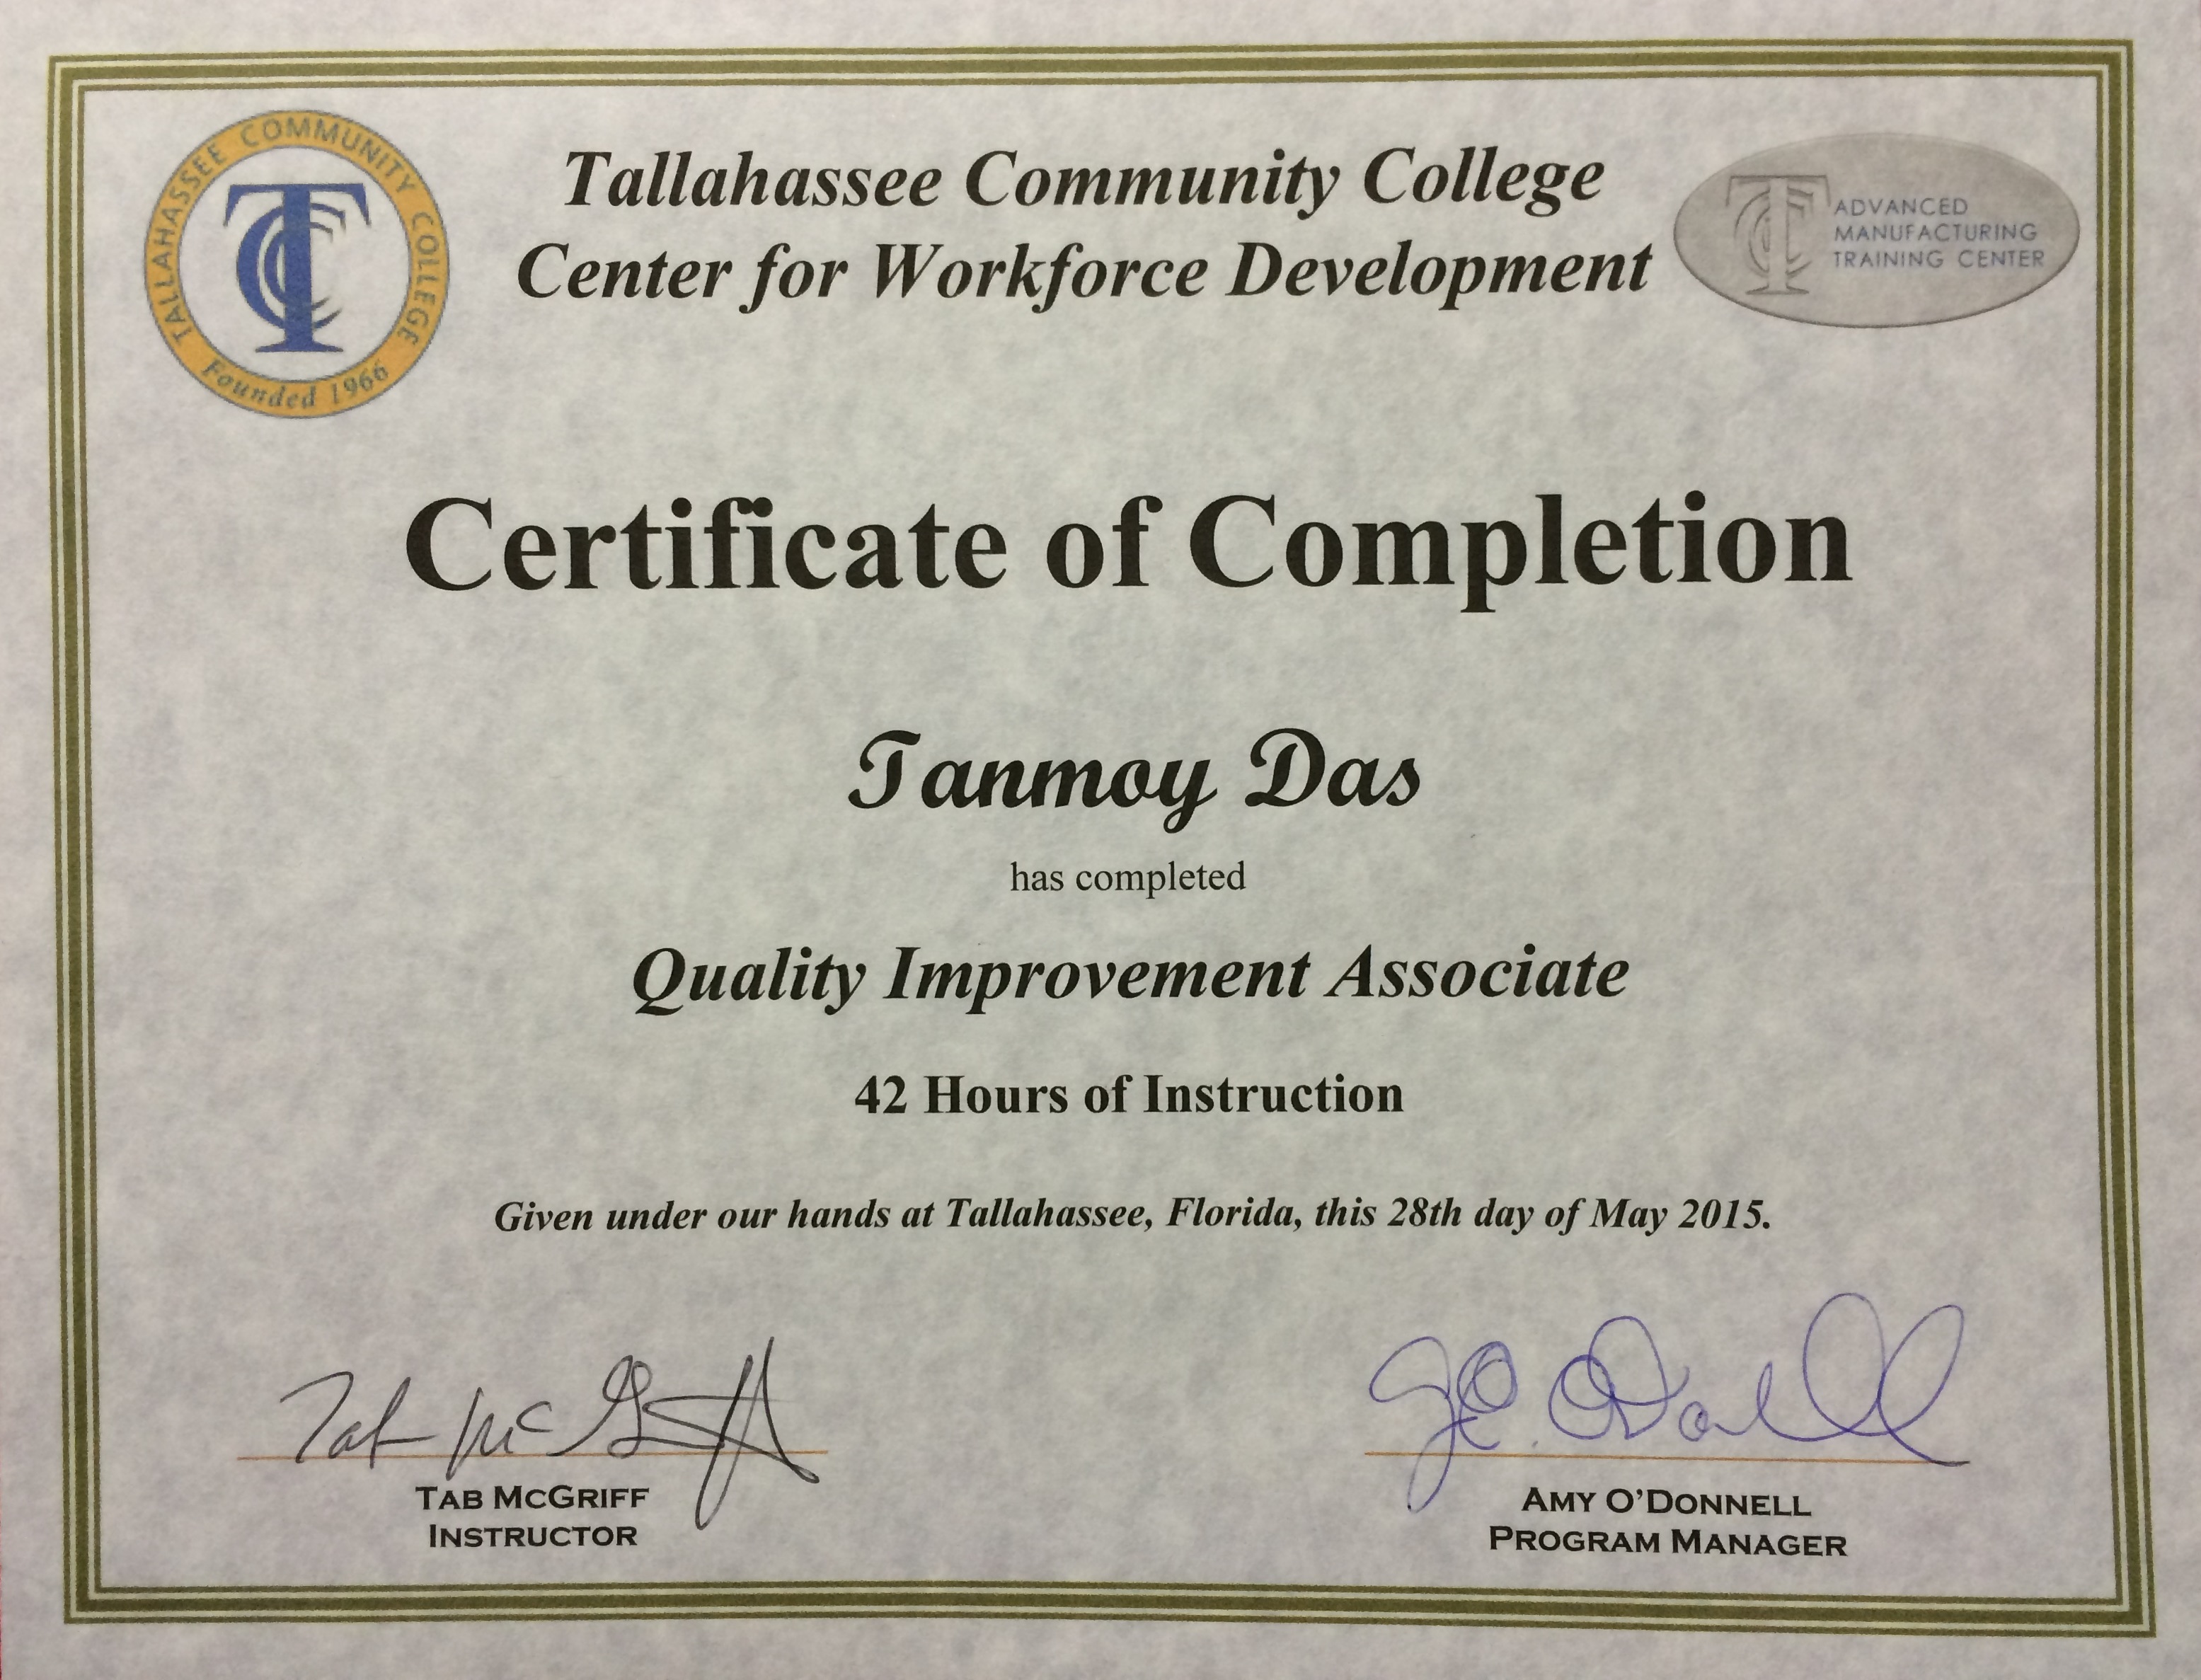 TALLAHASSEE COMMUNITY COLLEGE
Founded 1966
Tallahassee Community College
Center for Workforce Development
ADVANCED
MANUFACTURING
TRAINING CENTER
Certificate of Completion
Tanmoy Das
has completed
Quality Improvement Associate
42 Hours of Instruction
Given under our hands at Tallahassee, Florida, this 28th day of May 2015.
Tab McGriff
TAB MCGRIFF
INSTRUCTOR
O'Donnell
AMY O’DONNELL
PROGRAM MANAGER